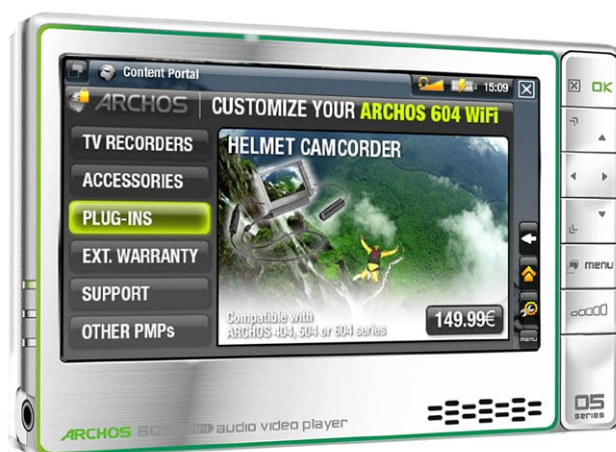 Content Portal
15:09
ARCHOS
CUSTOMIZE YOUR ARCHOS 604 WiFi
TV RECORDERS
ACCESSORIES
PLUG-INS
EXT. WARRANTY
SUPPORT
OTHER PMPs
HELMET CAMCORDER
Compatible with
ARCHOS 404, 504 or 604 series
149.99€
menu
OK
menu
05
series
ARCHOS audio video player